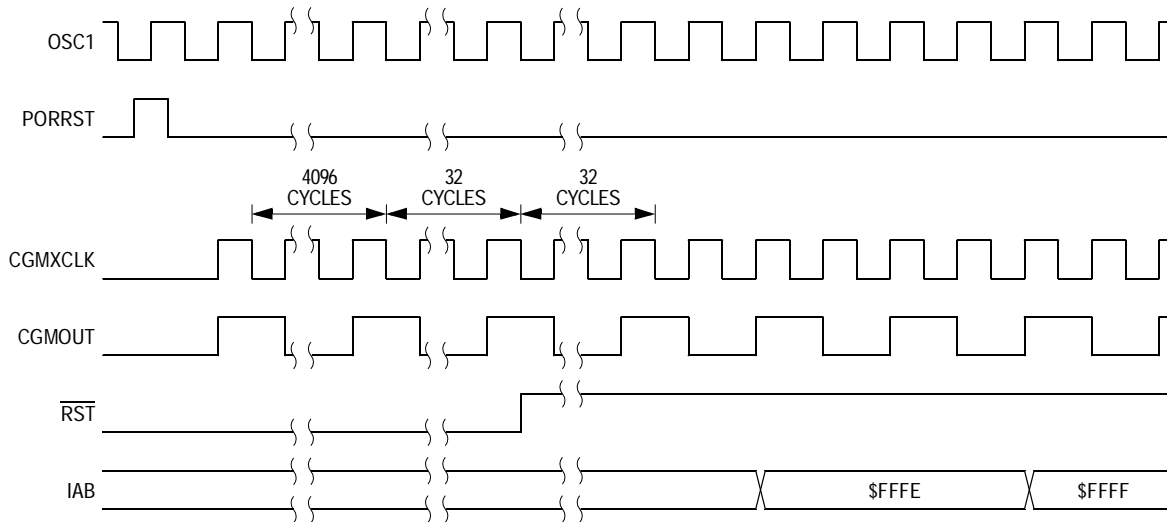 OSC1
PORRST
4096 CYCLES
32 CYCLES
32 CYCLES
CGMXCLK
CGMOUT
RST
IAB
$FFFE
$FFFF